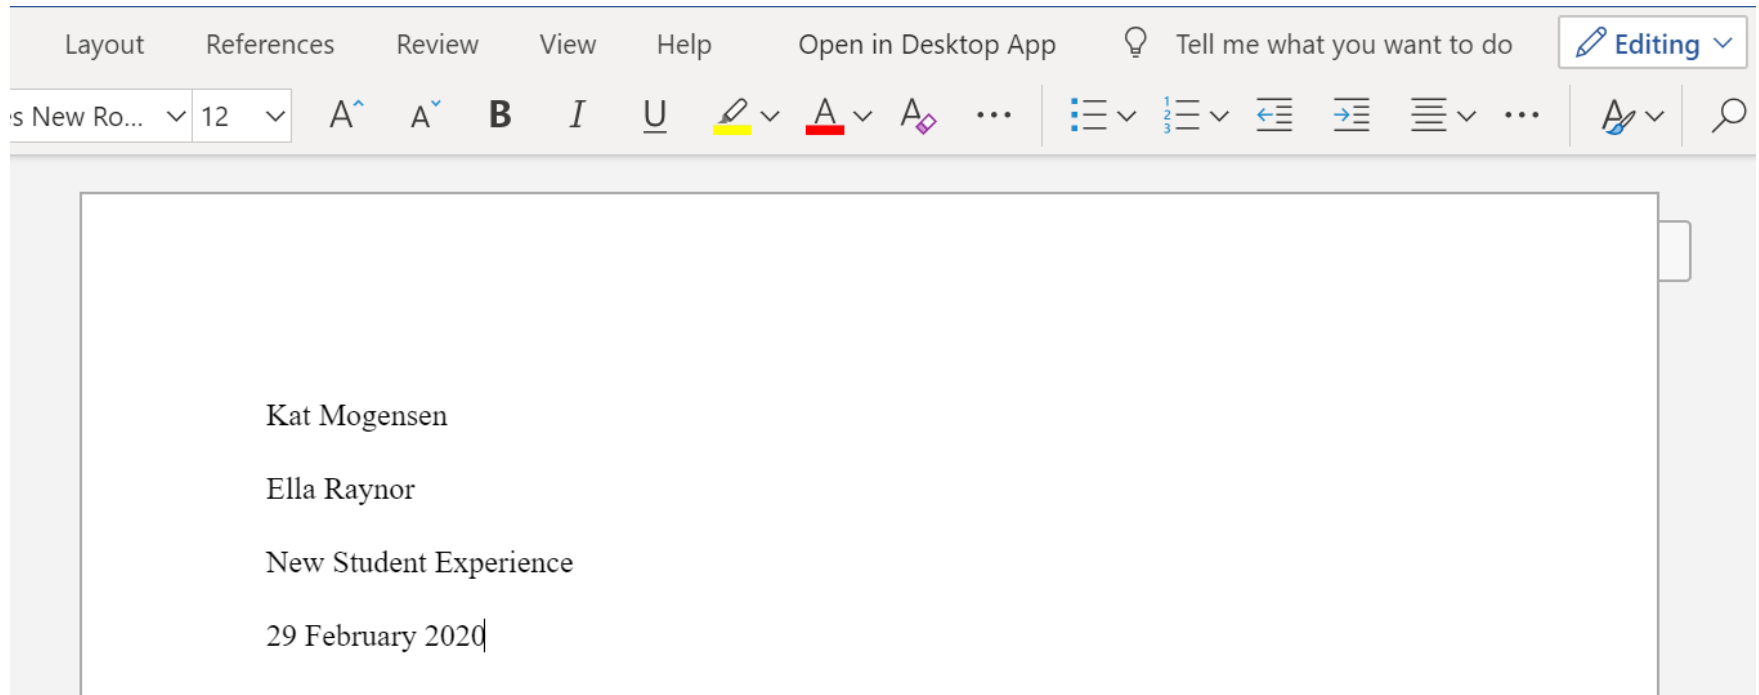 Layout References Review View Help Open in Desktop App Tell me what you want to do Editing
s New Ro... 12 A A B I U A A ... ...
Kat Mogensen
Ella Raynor
New Student Experience
29 February 2020